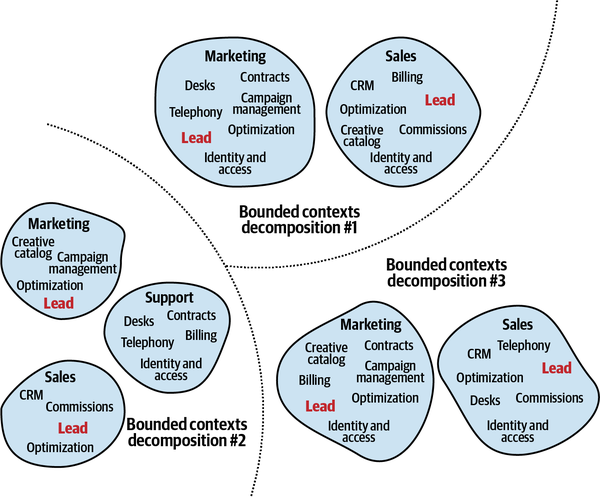 Marketing
Desks
Contracts
Telephony
Campaign
management
Lead
Optimization
Identity and
access
Sales
CRM
Billing
Lead
Optimization
Creative
catalog
Commissions
Identity and
access
Bounded contexts
decomposition #1
Marketing
Creative
catalog
Campaign
management
Optimization
Lead
Support
Desks
Contracts
Telephony
Billing
Identity and
access
Sales
CRM
Commissions
Lead
Optimization
Bounded contexts
decomposition #2
Bounded contexts
decomposition #3
Marketing
Creative
catalog
Contracts
Campaign
management
Billing
Lead
Optimization
Identity and
access
Sales
Telephony
CRM
Lead
Optimization
Desks
Commissions
Identity and
access